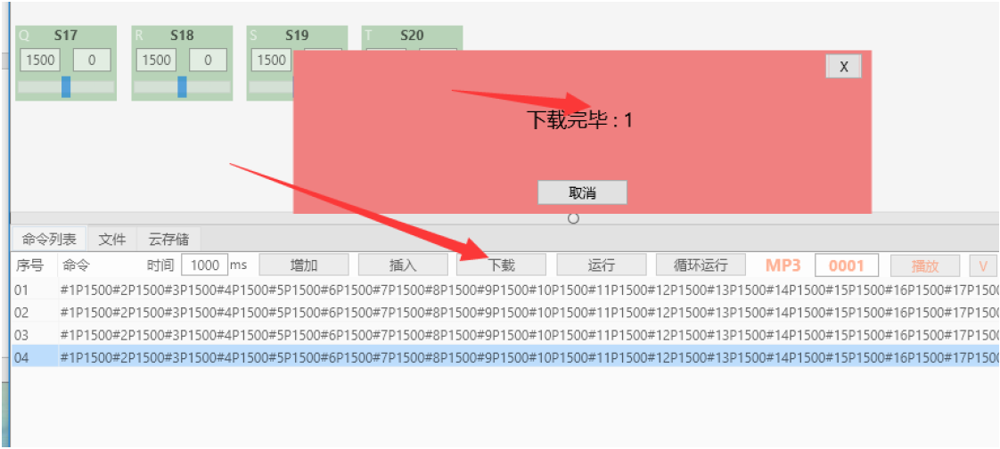 Q S17
R S18
S S19
T S20
1500 0
1500 0
1500
X
下载完毕 : 1
取消
命令列表 文件 云存储
序号 命令 时间 1000 ms 增加 插入 下载 运行 循环运行 MP3 0001 播放 V
01 #1P1500#2P1500#3P1500#4P1500#5P1500#6P1500#7P1500#8P1500#9P1500#10P1500#11P1500#12P1500#13P1500#14P1500#15P1500#16P1500#17P1500
02 #1P1500#2P1500#3P1500#4P1500#5P1500#6P1500#7P1500#8P1500#9P1500#10P1500#11P1500#12P1500#13P1500#14P1500#15P1500#16P1500#17P1500
03 #1P1500#2P1500#3P1500#4P1500#5P1500#6P1500#7P1500#8P1500#9P1500#10P1500#11P1500#12P1500#13P1500#14P1500#15P1500#16P1500#17P1500
04 #1P1500#2P1500#3P1500#4P1500#5P1500#6P1500#7P1500#8P1500#9P1500#10P1500#11P1500#12P1500#13P1500#14P1500#15P1500#16P1500#17P1500